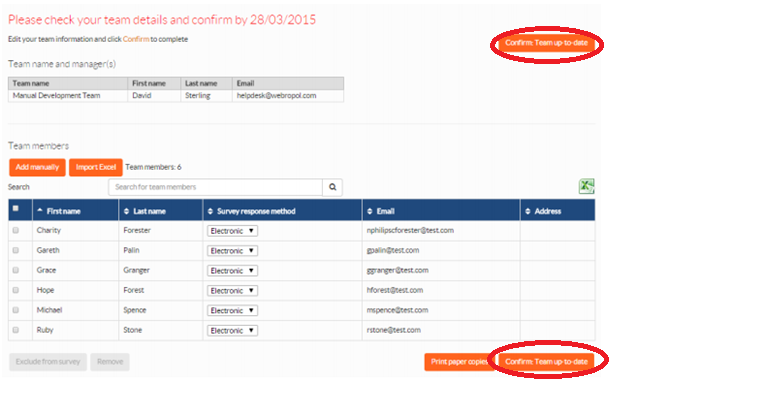 Please check your team details and confirm by 28/03/2015
Edit your team information and click Confirm to complete
Confirm: Team up-to-date
Team name and manager(s)
Team name First name Last name Email
Manual Development Team David Sterling helpdesk@webropol.com
Team members
Add manually Import Excel Team members: 6
Search Search for team members
First name Last name Survey response method Email Address
Charity Forester Electronic nphilipscforester@test.com
Gareth Palin Electronic gpalin@test.com
Grace Granger Electronic ggranger@test.com
Hope Forest Electronic hforest@test.com
Michael Spence Electronic mspence@test.com
Ruby Stone Electronic rstone@test.com
Exclude from survey Remove Print paper copies Confirm: Team up-to-date